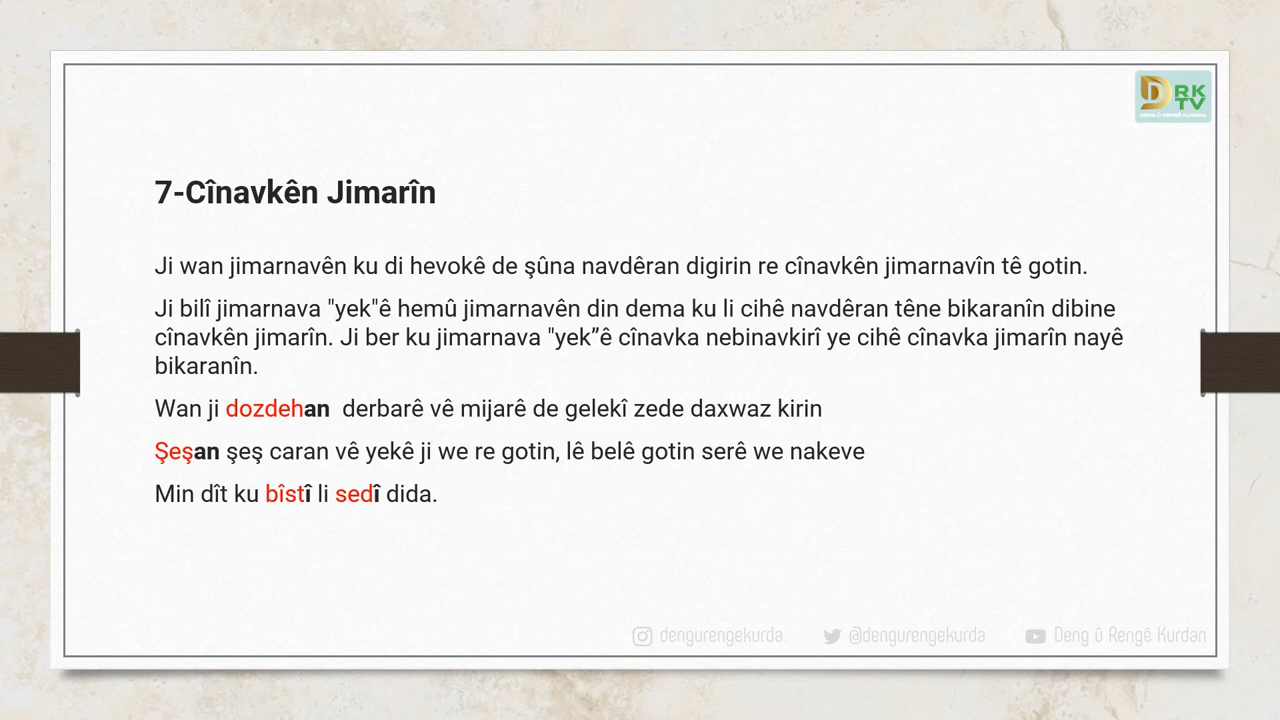 DRK
TV
DENG Û RENGÊ KURDAN
7-Cînavkên Jimarîn
Ji wan jimarnavên ku di hevokê de şûna navdêran digirin re cînavkên jimarnavîn tê gotin.
Ji bilî jimarnava "yek"ê hemû jimarnavên din dema ku li cihê navdêran têne bikaranîn dibine
cînavkên jimarîn. Ji ber ku jimarnava "yek”ê cînavka nebinavkirî ye cihê cînavka jimarîn nayê
bikaranîn.
Wan ji dozdehan  derbarê vê mijarê de gelekî zede daxwaz kirin
Şeşan şeş caran vê yekê ji we re gotin, lê belê gotin serê we nakeve
Min dît ku bîstî li sedî dida.
dengurengekurda @dengurengekurda Deng û Rengê Kurdan